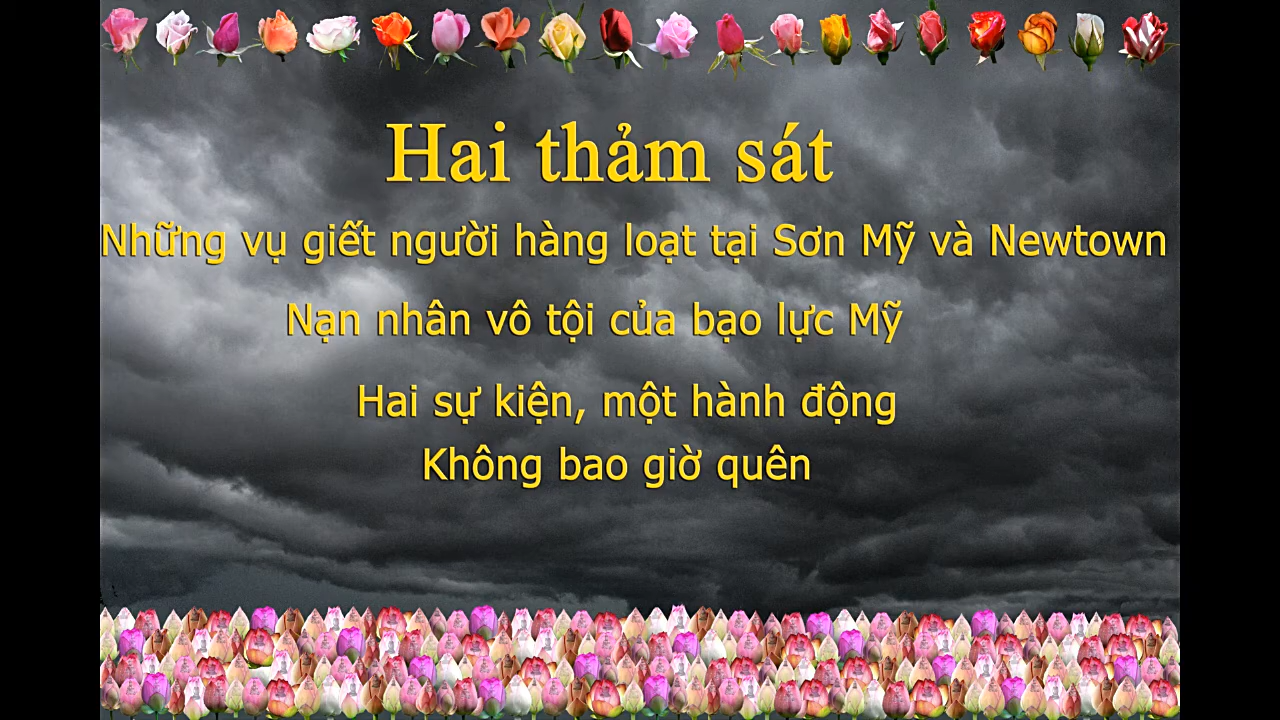 Hai thảm sát
Những vụ giết người hàng loạt tại Sơn Mỹ và Newtown
Nạn nhân vô tội của bạo lực Mỹ
Hai sự kiện, một hành động
Không bao giờ quên